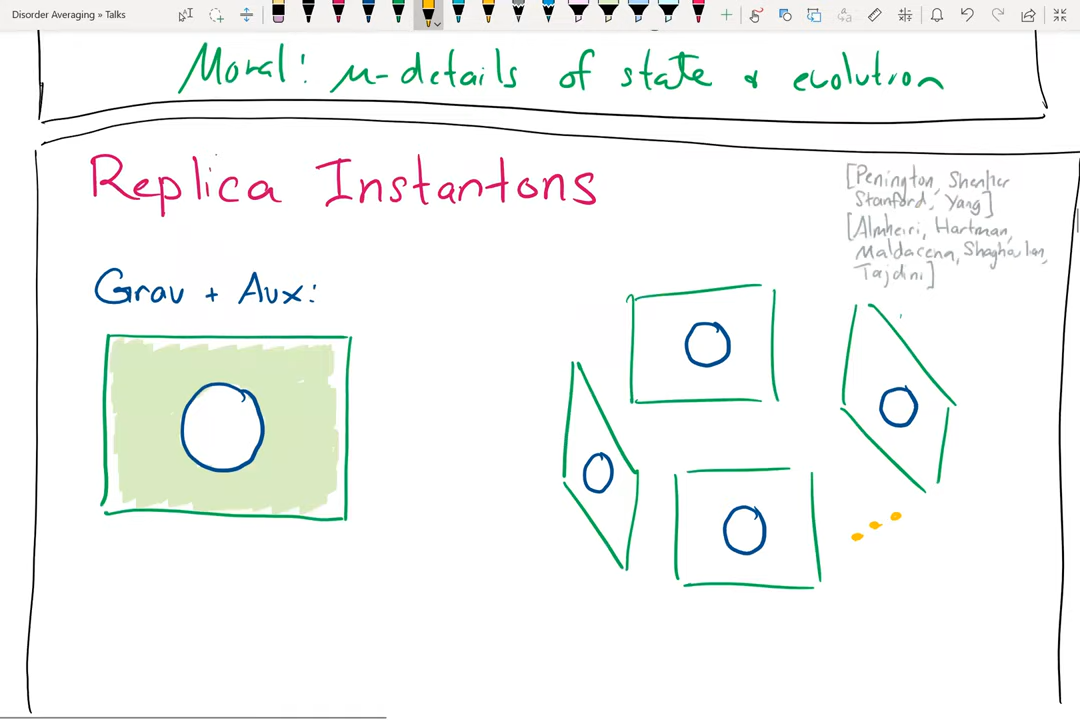 Disorder Averaging » Talks
Moral: μ-details of state & evolution
Replica Instantons
[Penington, Shenker
Stanford, Yang]
[Almheiri, Hartman,
Maldacena, Shaghoulian,
Tajdini]
Grav + Aux: